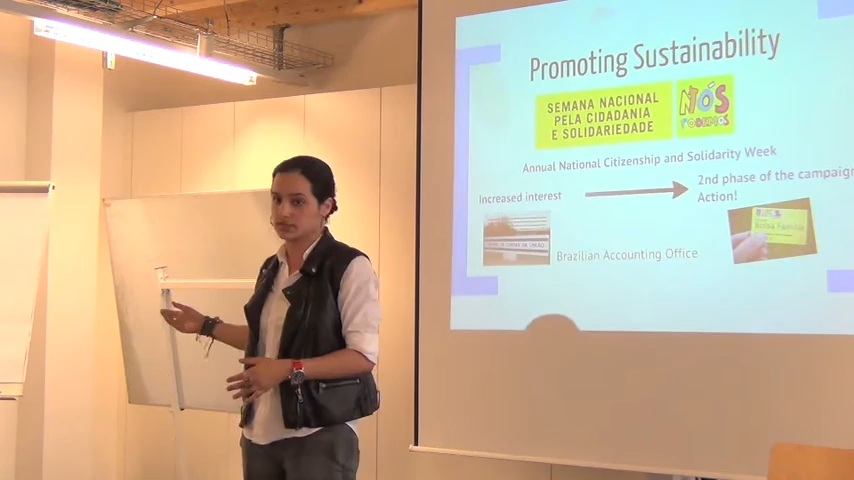 Promoting Sustainability
SEMANA NACIONAL
PELA CIDADANIA
E SOLIDARIEDADE
NÓS
PODEMOS
Annual National Citizenship and Solidarity Week
Increased interest
2nd phase of the campaign
Action!
Bolsa Família
Brazilian Accounting Office